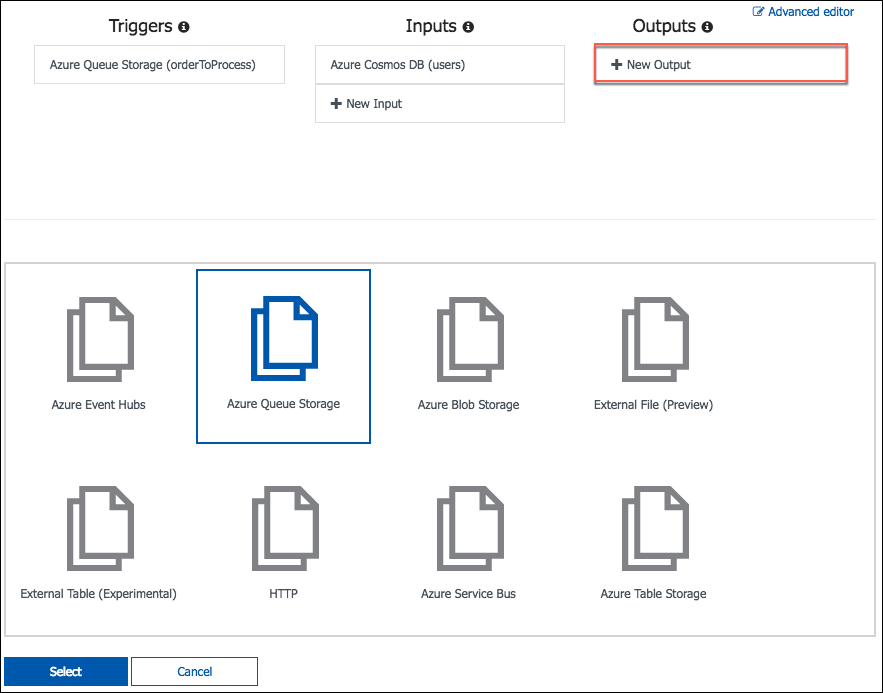 Advanced editor
Triggers
Inputs
Outputs
Azure Queue Storage (orderToProcess)
Azure Cosmos DB (users)
New Output
New Input
Azure Event Hubs
Azure Queue Storage
Azure Blob Storage
External File (Preview)
External Table (Experimental)
HTTP
Azure Service Bus
Azure Table Storage
Select
Cancel